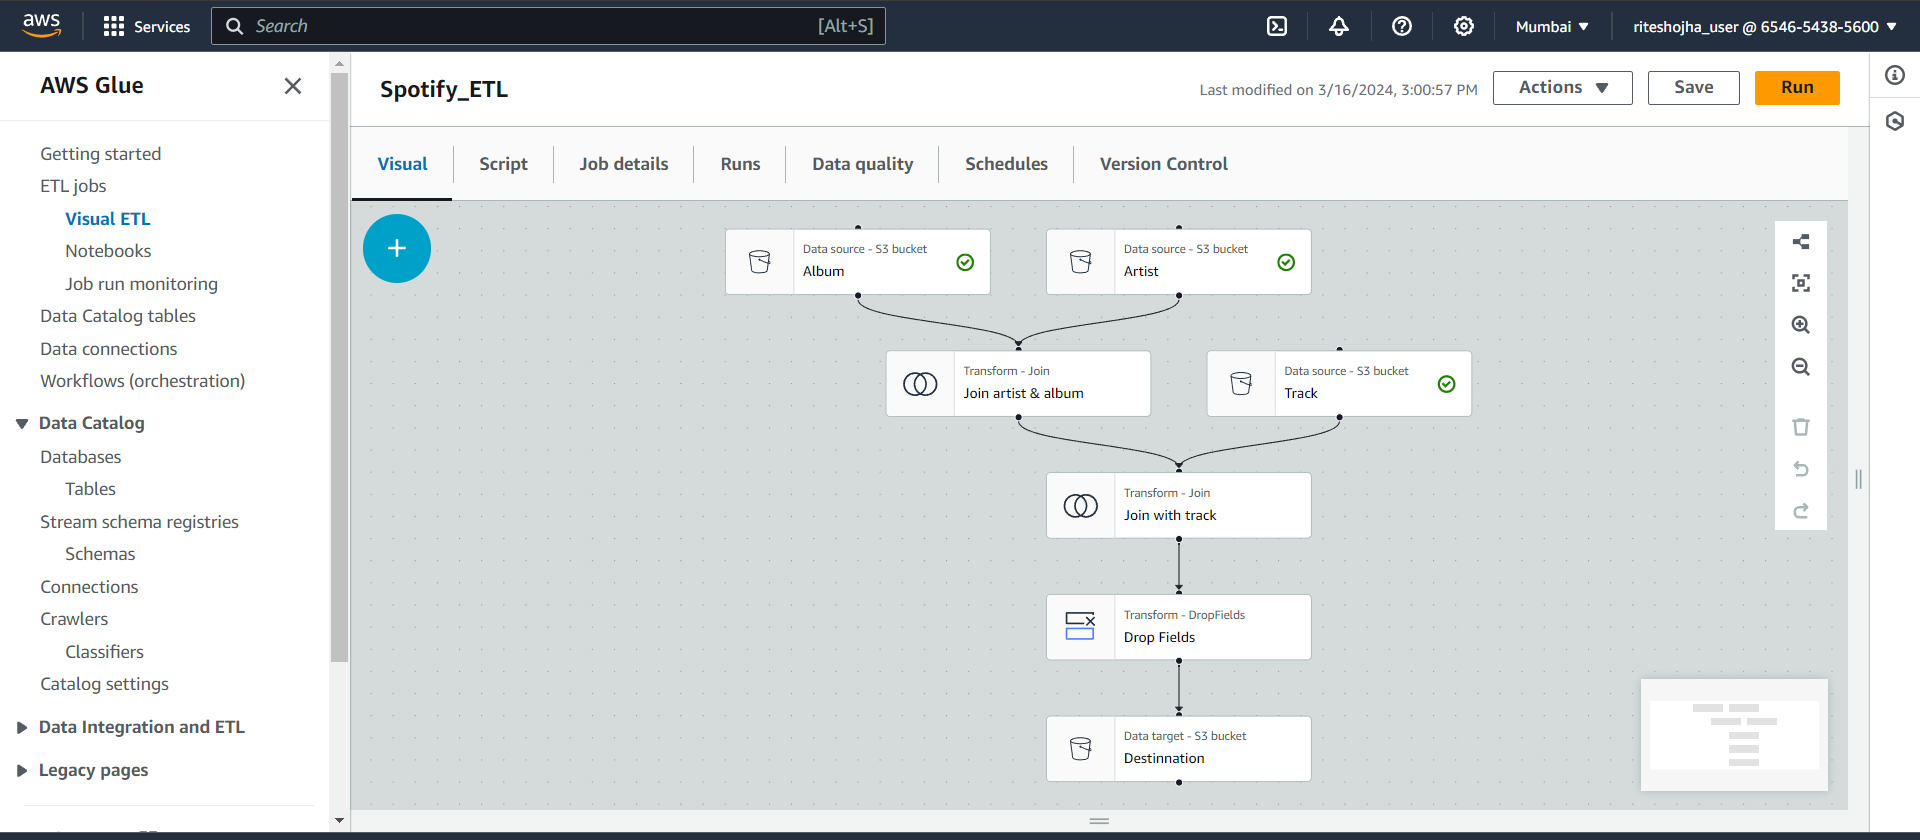 aws
Services
Search
[Alt+S]
Mumbai
riteshojha_user @ 6546-5438-5600
AWS Glue
Getting started
ETL jobs
Visual ETL
Notebooks
Job run monitoring
Data Catalog tables
Data connections
Workflows (orchestration)
Data Catalog
Databases
Tables
Stream schema registries
Schemas
Connections
Crawlers
Classifiers
Catalog settings
Data Integration and ETL
Legacy pages
Spotify_ETL
Last modified on 3/16/2024, 3:00:57 PM
Actions
Save
Run
Visual
Script
Job details
Runs
Data quality
Schedules
Version Control
Data source - S3 bucket
Album
Data source - S3 bucket
Artist
Transform - Join
Join artist & album
Data source - S3 bucket
Track
Transform - Join
Join with track
Transform - DropFields
Drop Fields
Data target - S3 bucket
Destinnation